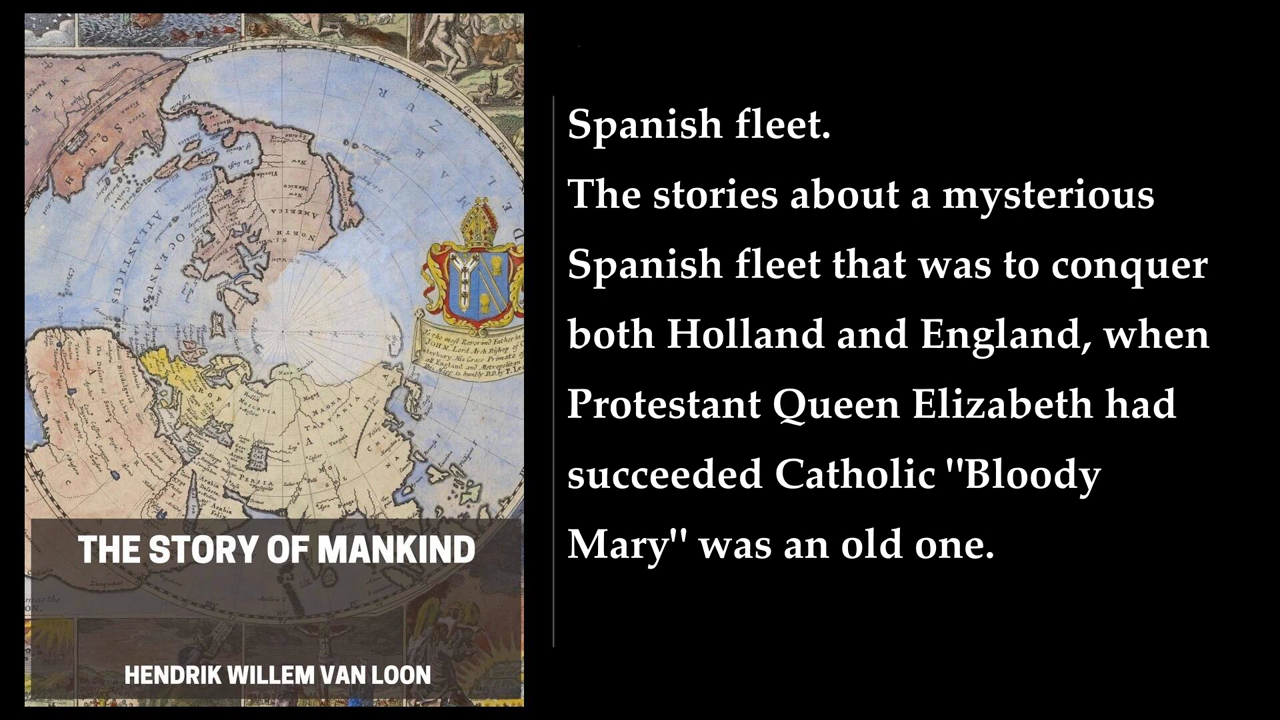 THE STORY OF MANKIND
HENDRIK WILLEM VAN LOON
Spanish fleet.
The stories about a mysterious
Spanish fleet that was to conquer
both Holland and England, when
Protestant Queen Elizabeth had
succeeded Catholic "Bloody
Mary" was an old one.